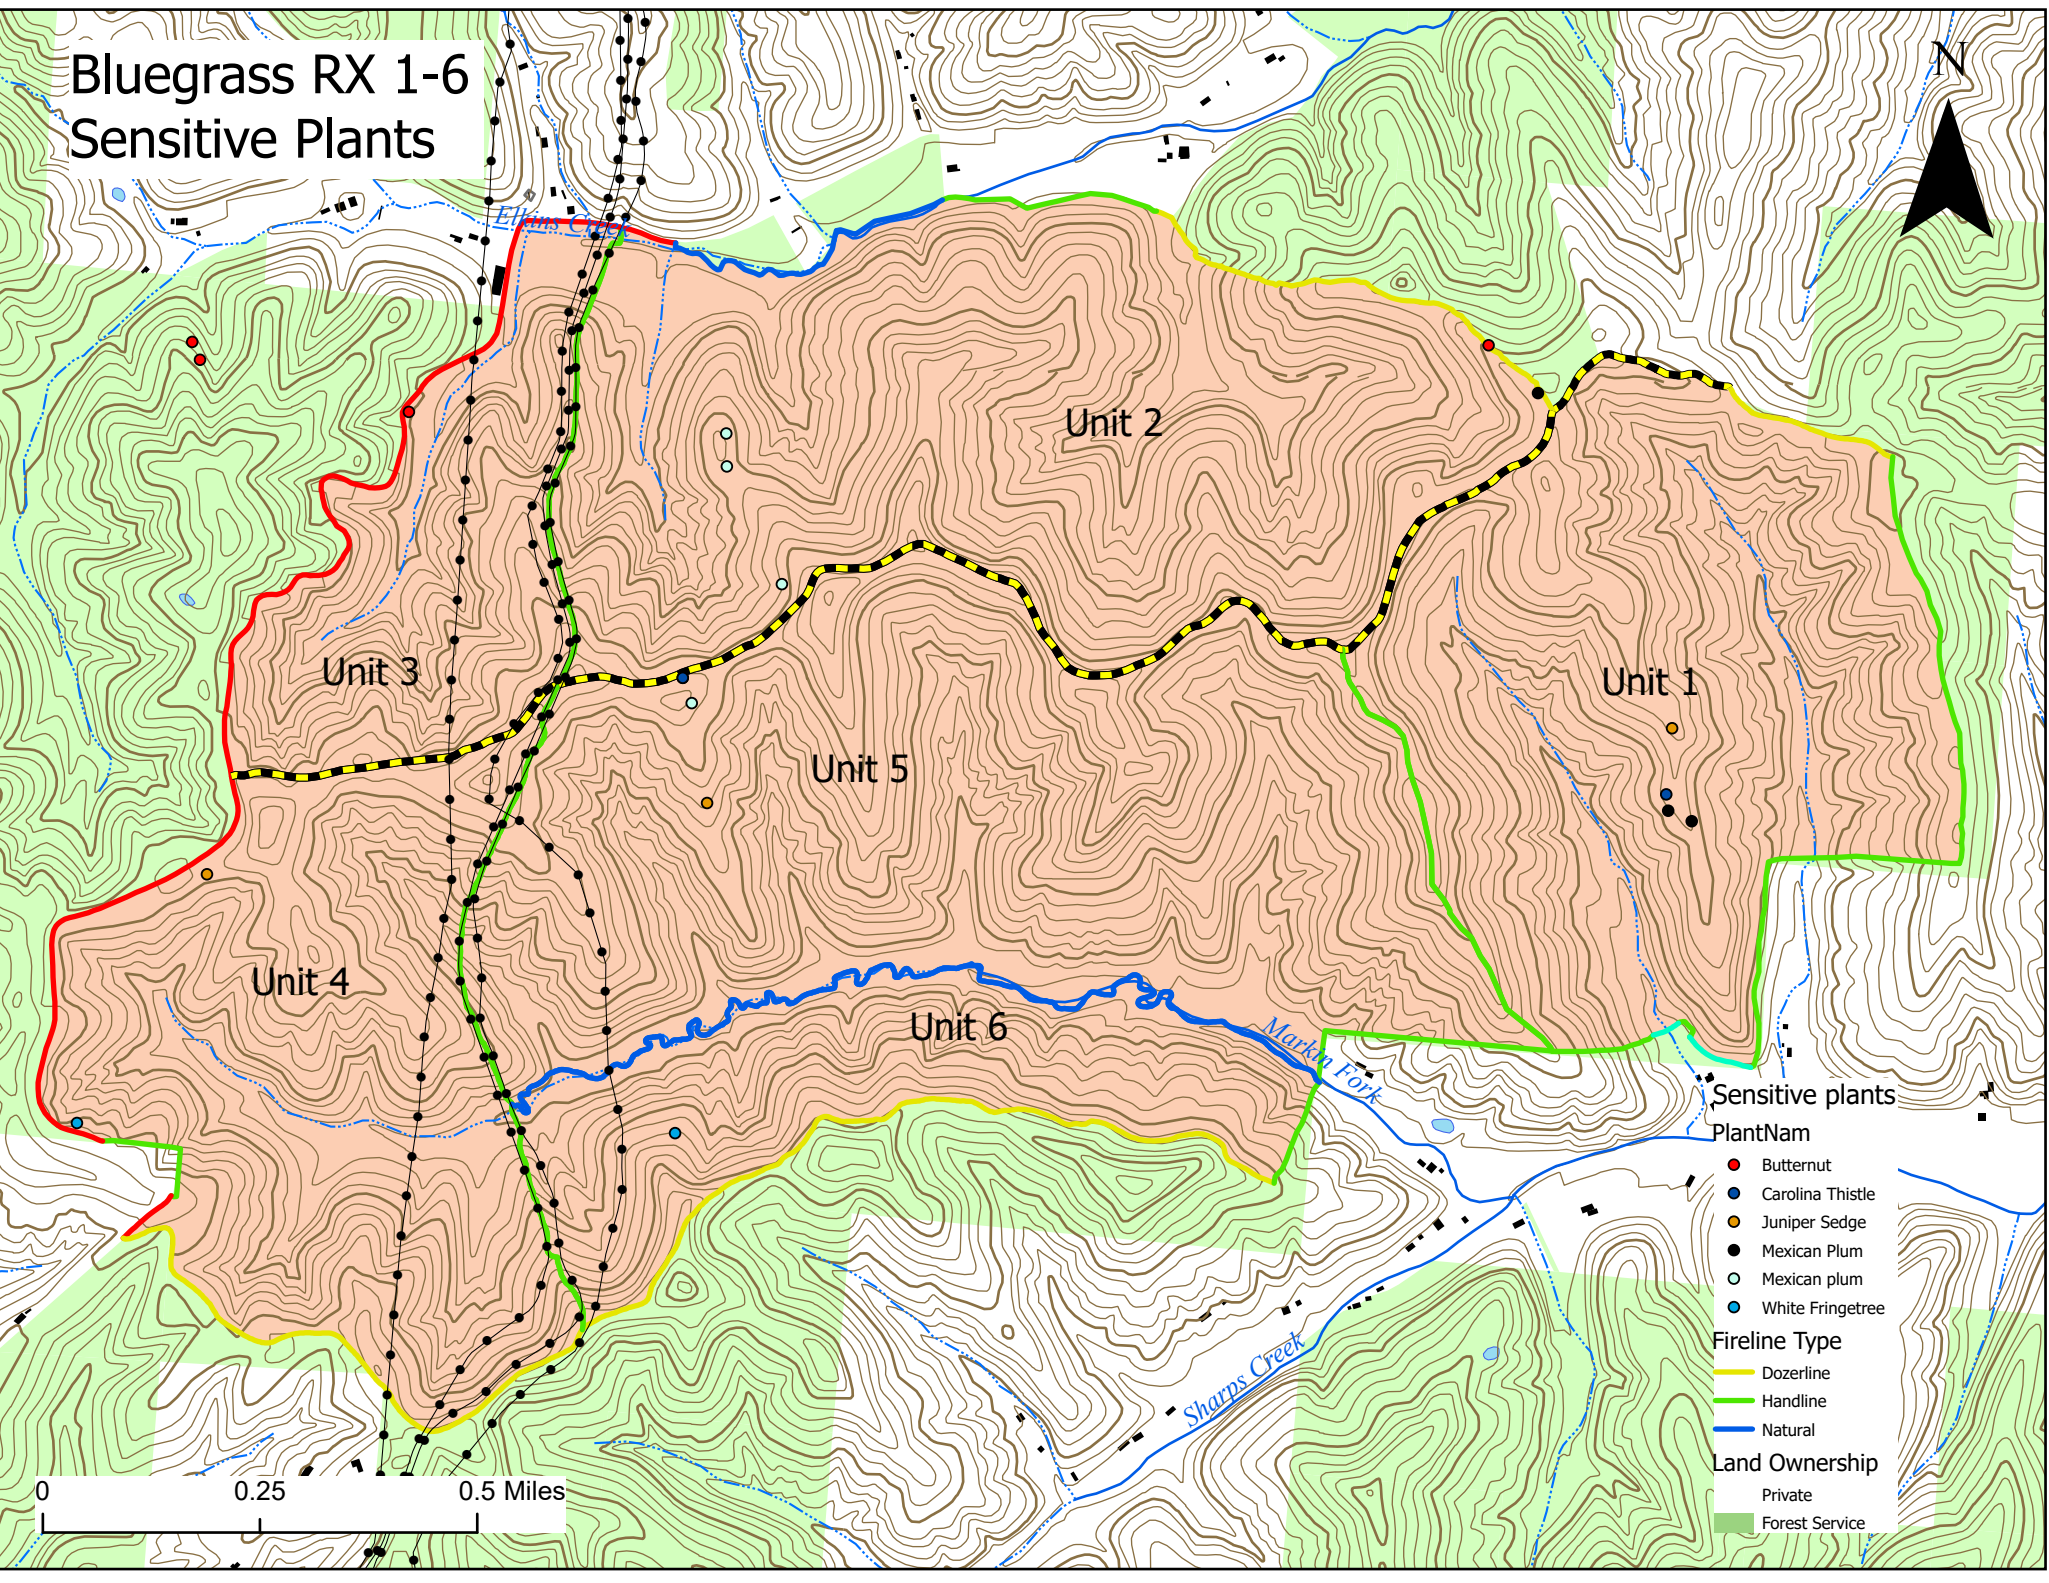 Bluegrass RX 1-6
Sensitive Plants
N
Elkins Creek
Unit 2
Unit 3
Unit 1
Unit 5
Unit 4
Unit 6
Markin Fork
Sharps Creek
Sensitive plants
PlantNam
Butternut
Carolina Thistle
Juniper Sedge
Mexican Plum
Mexican plum
White Fringetree
Fireline Type
Dozerline
Handline
Natural
Land Ownership
Private
Forest Service
0 0.25 0.5 Miles